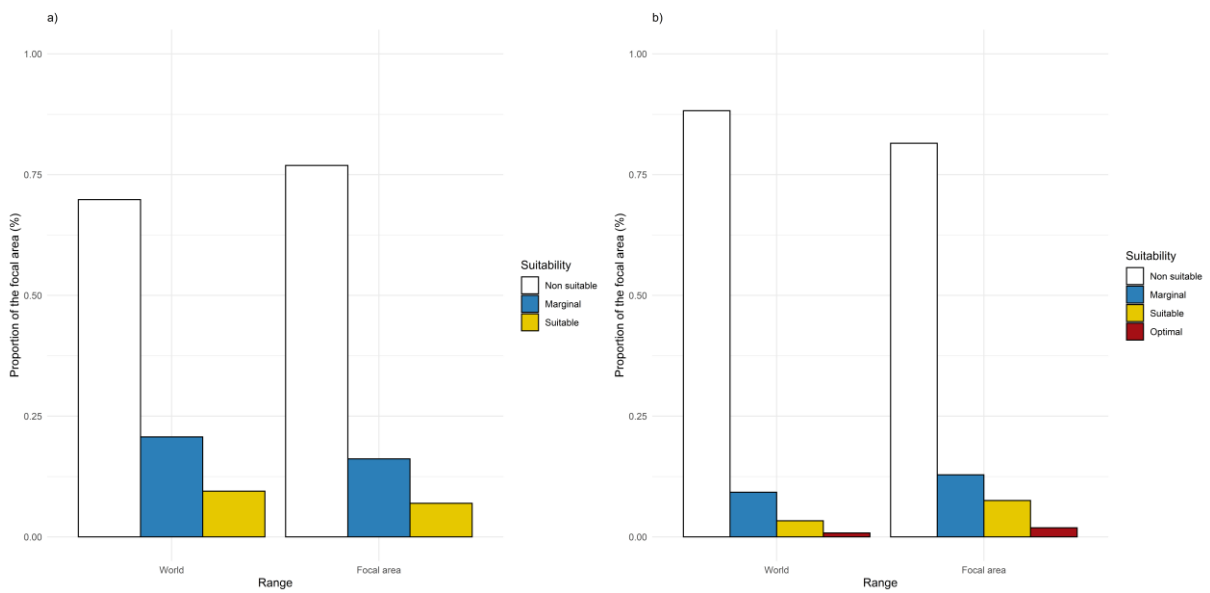 a)
Proportion of the focal area (%)
1.00
0.75
0.50
0.25
0.00
World
Focal area
Range
Suitability
Non suitable
Marginal
Suitable
b)
Proportion of the focal area (%)
1.00
0.75
0.50
0.25
0.00
World
Focal area
Range
Suitability
Non suitable
Marginal
Suitable
Optimal